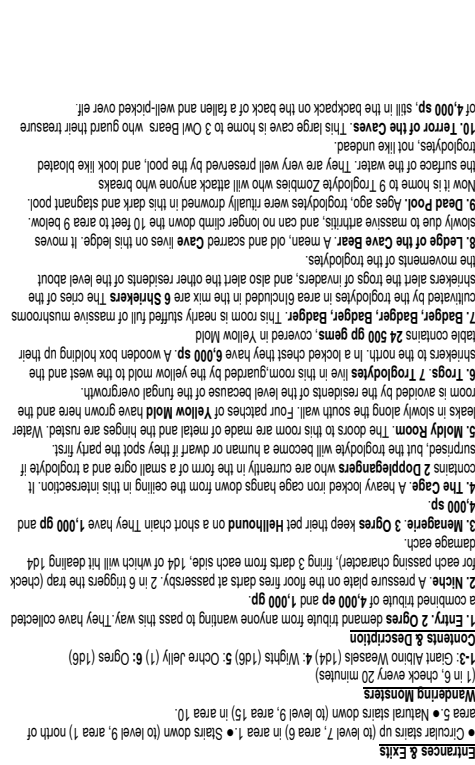 Entrances & Exits
● Circular stairs up (to level 7, area 6) in area 1.● Stairs down (to level 9, area 1) north of
area 5.● Natural stairs down (to level 9, area 15) in area 10.
Wandering Monsters
(1 in 6, check every 20 minutes)
1-3: Giant Albino Weasels (1d4) 4: Wights (1d6) 5: Ochre Jelly (1) 6: Ogres (1d6)
Contents & Description
1. Entry. 2 Ogres demand tribute from anyone wanting to pass this way.They have collected
a combined tribute of 4,000 ep and 1,000 gp.
2. Niche. A pressure plate on the floor fires darts at passersby. 2 in 6 triggers the trap (check
for each passing character), firing 3 darts from each side, 1d4 of which will hit dealing 1d4
damage each.
3. Menagerie. 3 Ogres keep their pet Hellhound on a short chain They have 1,000 gp and
4,000 sp.
4. The Cage. A heavy locked iron cage hangs down from the ceiling in this intersection. It
contains 2 Dopplegangers who are currently in the form of a small ogre and a troglodyte if
surprised, but the troglodyte will become a human or dwarf if they spot the party first.
5. Moldy Room. The doors to this room are made of metal and the hinges are rusted. Water
leaks in slowly along the south wall. Four patches of Yellow Mold have grown here and the
room is avoided by the residents of the level because of the fungal overgrowth.
6. Trogs. 7 Troglodytes live in this room,guarded by the yellow mold to the west and the
shriekers to the north. In a locked chest they have 6,000 sp. A wooden box holding up their
table contains 24 500 gp gems, covered in Yellow Mold
7. Badger, Badger, Badger, Badger. This room is nearly stuffed full of massive mushrooms
cultivated by the troglodytes in area 6Included in the mix are 6 Shriekers The cries of the
shriekers alert the trogs of invaders, and also alert the other residents of the level about
the movements of the troglodytes.
8. Ledge of the Cave Bear. A mean, old and scarred Cave lives on this ledge. It moves
slowly due to massive arthritis, and can no longer climb down the 10 feet to area 9 below.
9. Dead Pool. Ages ago, troglodytes were ritually drowned in this dark and stagnant pool.
Now it is home to 9 Troglodyte Zombies who will attack anyone who breaks
the surface of the water. They are very well preserved by the pool, and look like bloated
troglodytes, not like undead.
10. Terror of the Caves. This large cave is home to 3 Owl Bears who guard their treasure
of 4,000 sp, still in the backpack on the back of a fallen and well-picked over elf.